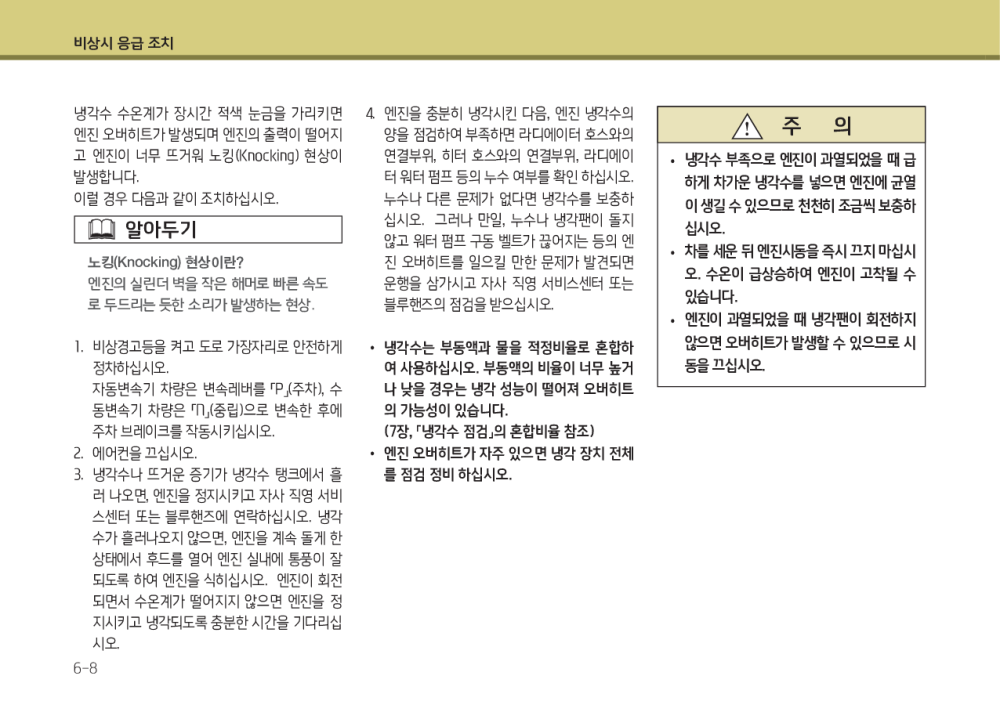 비상시 응급 조치
냉각수 수온계가 장시간 적색 눈금을 가리키면
엔진 오버히트가 발생되며 엔진의 출력이 떨어지
고 엔진이 너무 뜨거워 노킹(Knocking) 현상이
발생합니다.
이럴 경우 다음과 같이 조치하십시오.
알아두기
노킹(Knocking) 현상이란?
엔진의 실린더 벽을 작은 해머로 빠른 속도
로 두드리는 듯한 소리가 발생하는 현상.
1. 비상경고등을 켜고 도로 가장자리로 안전하게
정차하십시오.
자동변속기 차량은 변속레버를 「P」(주차), 수
동변속기 차량은 「N」(중립)으로 변속한 후에
주차 브레이크를 작동시키십시오.
2. 에어컨을 끄십시오.
3. 냉각수나 뜨거운 증기가 냉각수 탱크에서 흘
러 나오면, 엔진을 정지시키고 자사 직영 서비
스센터 또는 블루핸즈에 연락하십시오. 냉각
수가 흘러나오지 않으면, 엔진을 계속 돌게 한
상태에서 후드를 열어 엔진 실내에 통풍이 잘
되도록 하여 엔진을 식히십시오. 엔진이 회전
되면서 수온계가 떨어지지 않으면 엔진을 정
지시키고 냉각되도록 충분한 시간을 기다리십
시오.
4. 엔진을 충분히 냉각시킨 다음, 엔진 냉각수의
양을 점검하여 부족하면 라디에이터 호스와의
연결부위, 히터 호스와의 연결부위, 라디에이
터 워터 펌프 등의 누수 여부를 확인 하십시오.
누수나 다른 문제가 없다면 냉각수를 보충하
십시오. 그러나 만일, 누수나 냉각팬이 돌지
않고 워터 펌프 구동 벨트가 끊어지는 등의 엔
진 오버히트를 일으킬 만한 문제가 발견되면
운행을 삼가시고 자사 직영 서비스센터 또는
블루핸즈의 점검을 받으십시오.
• 냉각수는 부동액과 물을 적정비율로 혼합하
여 사용하십시오. 부동액의 비율이 너무 높거
나 낮을 경우는 냉각 성능이 떨어져 오버히트
의 가능성이 있습니다.
(7장, 「냉각수 점검」의 혼합비율 참조)
• 엔진 오버히트가 자주 있으면 냉각 장치 전체
를 점검 정비 하십시오.
주 의
• 냉각수 부족으로 엔진이 과열되었을 때 급
하게 차가운 냉각수를 넣으면 엔진에 균열
이 생길 수 있으므로 천천히 조금씩 보충하
십시오.
• 차를 세운 뒤 엔진시동을 즉시 끄지 마십시
오. 수온이 급상승하여 엔진이 고착될 수
있습니다.
• 엔진이 과열되었을 때 냉각팬이 회전하지
않으면 오버히트가 발생할 수 있으므로 시
동을 끄십시오.
6-8